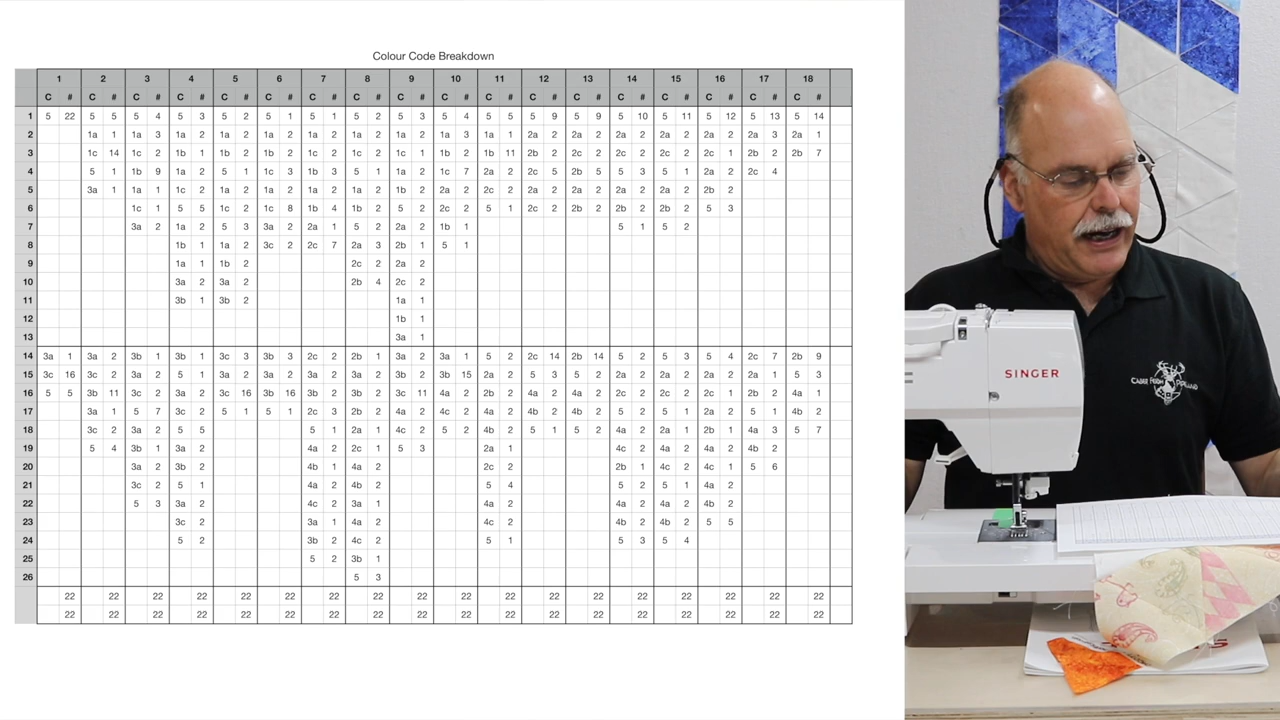 Colour Code Breakdown
1 2 3 4 5 6 7 8 9 10 11 12 13 14 15 16 17 18
C # C # C # C # C # C # C # C # C # C # C # C # C # C # C # C # C # C #
1 5 22 5 5 5 4 5 3 5 2 5 1 5 1 5 2 5 3 5 4 5 5 5 9 5 9 5 10 5 11 5 12 5 13 5 14
2 1a 1 1a 3 1a 2 1a 2 1a 2 1a 2 1a 2 1a 2 1a 3 1a 1 2a 2 2a 2 2a 2 2a 2 2a 2 2a 3 2a 1
3 1c 14 1c 2 1b 1 1b 2 1b 2 1c 2 1c 2 1c 1 1b 2 1b 11 2b 2 2c 2 2c 2 2c 2 2c 1 2b 2 2b 7
4 5 1 1b 9 1a 2 5 1 1c 3 1b 3 5 1 1a 2 1c 7 2a 2 2c 5 2b 5 5 3 5 1 2a 2 2c 4
5 3a 1 1a 1 1c 2 1a 2 1a 2 1a 2 1a 2 1b 2 2a 2 2c 2 2a 2 2a 2 2a 2 2a 2 2b 2
6 1c 1 5 5 1c 2 1c 8 1b 4 1b 2 5 2 2c 2 5 1 2c 2 2b 2 2b 2 2b 2 5 3
7 3a 2 1a 2 5 3 3a 2 2a 1 5 2 2a 2 1b 1 5 1 5 2
8 1b 1 1a 2 3c 2 2c 7 2a 3 2b 1 5 1
9 1a 1 1b 2 2c 2 2a 2
10 3a 2 3a 2 2b 4 2c 2
11 3b 1 3b 2 1a 1
12 1b 1
13 3a 1
14 3a 1 3a 2 3b 1 3b 1 3c 3 3b 3 2c 2 2b 1 3a 2 3a 1 5 2 2c 14 2b 14 5 2 5 3 5 4 2c 7 2b 9
15 3c 16 3c 2 3a 2 5 1 3a 2 3a 2 3a 2 3a 2 3b 2 3b 15 2a 2 5 3 5 2 2a 2 2a 2 2a 2 2a 1 5 3
16 5 5 3b 11 3c 2 3a 2 3c 16 3b 16 3b 2 3b 2 3c 11 4a 2 2b 2 4a 2 4a 2 2c 2 2c 2 2c 1 2b 2 4a 1
17 3a 1 5 7 3c 2 5 1 5 1 2c 3 2b 2 4a 2 4c 2 2a 2 4b 2 4b 2 5 2 5 1 2a 2 5 1 4b 2
18 3c 2 3a 2 5 5 5 1 2a 1 4c 2 5 2 4b 2 5 1 5 2 4a 2 2a 1 2b 1 4a 3 5 7
19 5 4 3b 1 3a 2 4a 2 2c 1 5 3 2a 1 4c 2 4a 2 4a 2 4b 2
20 3a 2 3b 2 4b 1 4a 2 2c 2 2b 1 4c 2 4c 1 5 6
21 3c 2 5 1 4a 2 4b 2 5 4 5 2 5 1 4a 2
22 5 3 3a 2 4c 2 3a 1 4a 2 4a 2 4a 2 4b 2
23 3c 2 3a 1 4a 2 4c 2 4b 2 4b 2 5 5
24 5 2 3b 2 4c 2 5 1 5 3 5 4
25 5 2 3b 1
26 5 3
22 22 22 22 22 22 22 22 22 22 22 22 22 22 22 22 22 22
22 22 22 22 22 22 22 22 22 22 22 22 22 22 22 22 22 22
SINGER